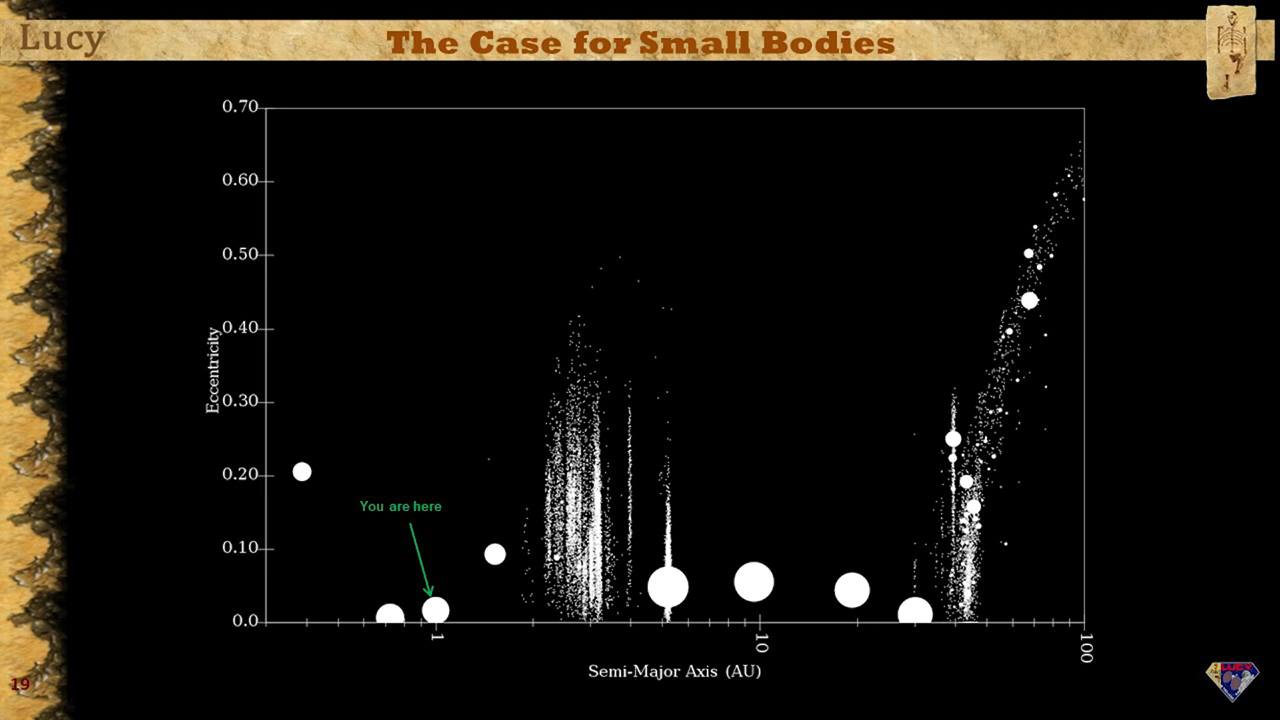 Lucy
The Case for Small Bodies
0.70
0.60
0.50
0.40
0.30
0.20
0.10
0.0
Eccentricity
You are here
1
10
100
Semi-Major Axis (AU)
19
LUCY